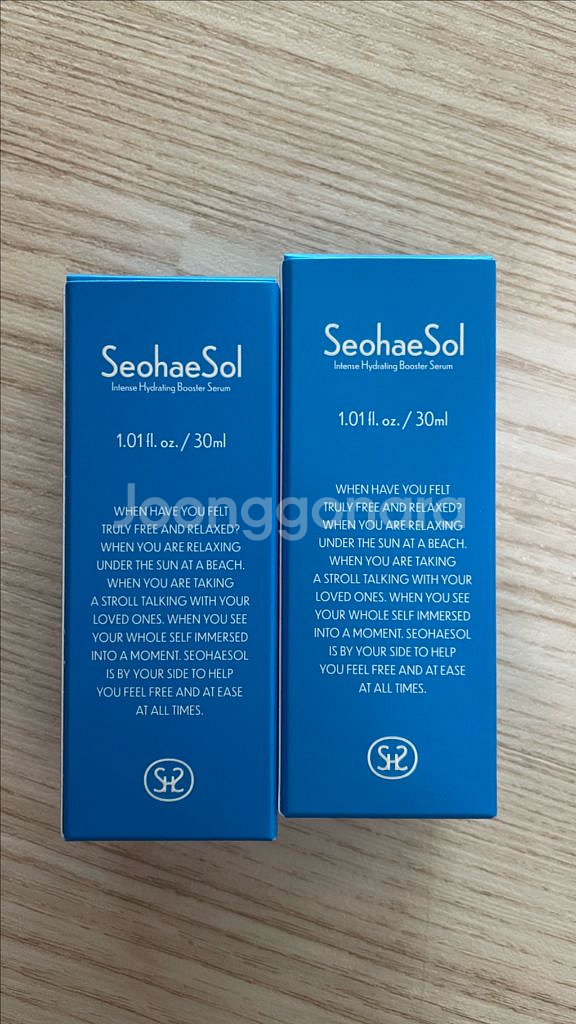 SeohaeSol
Intense Hydrating Booster Serum
1.01 fl. oz. / 30ml
WHEN HAVE YOU FELT
TRULY FREE AND RELAXED?
WHEN YOU ARE RELAXING
UNDER THE SUN AT A BEACH.
WHEN YOU ARE TAKING
A STROLL TALKING WITH YOUR
LOVED ONES. WHEN YOU SEE
YOUR WHOLE SELF IMMERSED
INTO A MOMENT. SEOHAESOL
IS BY YOUR SIDE TO HELP
YOU FEEL FREE AND AT EASE
AT ALL TIMES.
SHS
SeohaeSol
Intense Hydrating Booster Serum
1.01 fl. oz. / 30ml
WHEN HAVE YOU FELT
TRULY FREE AND RELAXED?
WHEN YOU ARE RELAXING
UNDER THE SUN AT A BEACH.
WHEN YOU ARE TAKING
A STROLL TALKING WITH YOUR
LOVED ONES. WHEN YOU SEE
YOUR WHOLE SELF IMMERSED
INTO A MOMENT. SEOHAESOL
IS BY YOUR SIDE TO HELP
YOU FEEL FREE AND AT EASE
AT ALL TIMES.
SHS
Joonggonara